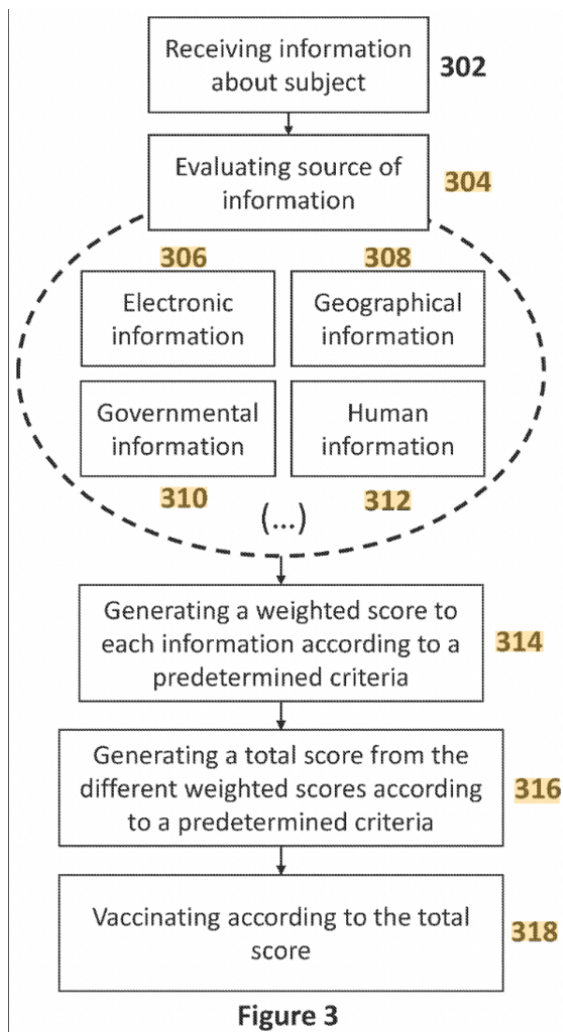 Receiving information
about subject
302
Evaluating source of
information
304
306
308
Electronic
information
Geographical
information
Governmental
information
Human
information
310
(...)
312
Generating a weighted score to
each information according to a
predetermined criteria
314
Generating a total score from the
different weighted scores according
to a predetermined criteria
316
Vaccinating according to the total
score
318
Figure 3